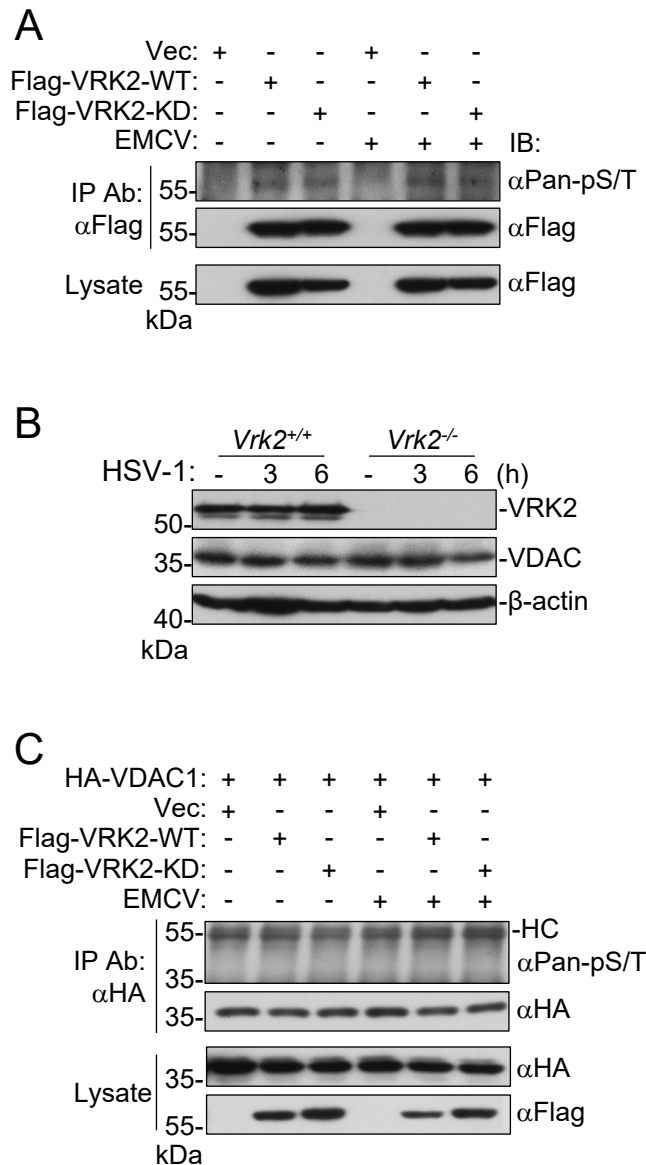 A
Vec: + - - + - -
Flag-VRK2-WT: - + - - + -
Flag-VRK2-KD: - - + - - +
EMCV: - - - + + + IB:
IP Ab: αFlag
55- αPan-pS/T
55- αFlag
Lysate 55- αFlag
kDa
B
Vrk2+/+ Vrk2-/-
HSV-1: - 3 6 - 3 6 (h)
50- -VRK2
35- -VDAC
40- -β-actin
kDa
C
HA-VDAC1: + + + + + +
Vec: + - - + - -
Flag-VRK2-WT: - + - - + -
Flag-VRK2-KD: - - + - - +
EMCV: - - - + + +
IP Ab: αHA
55- -HC
35- αPan-pS/T
35- αHA
Lysate
35- αHA
55- αFlag
kDa